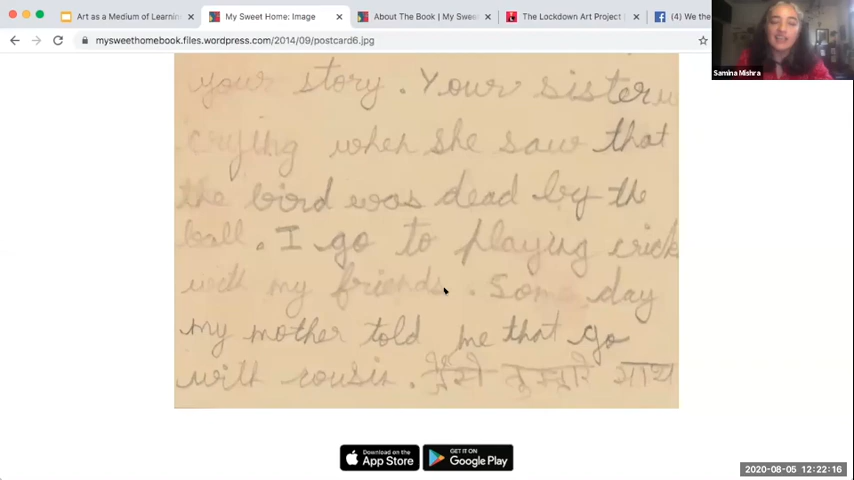 Art as a Medium of Learnin
My Sweet Home: Image
About The Book | My Swee
The Lockdown Art Project |
(4) We the
mysweethomebook.files.wordpress.com/2014/09/postcard6.jpg
Samina Mishra
your story. Your sister w
crying when she saw that
the bird was dead by the
ball. I go to playing crick
with my friends. Some day
my mother told me that go
with cousin. तुम्हारे साथ
Download on the
App Store
GET IT ON
Google Play
2020-08-05 12:22:16